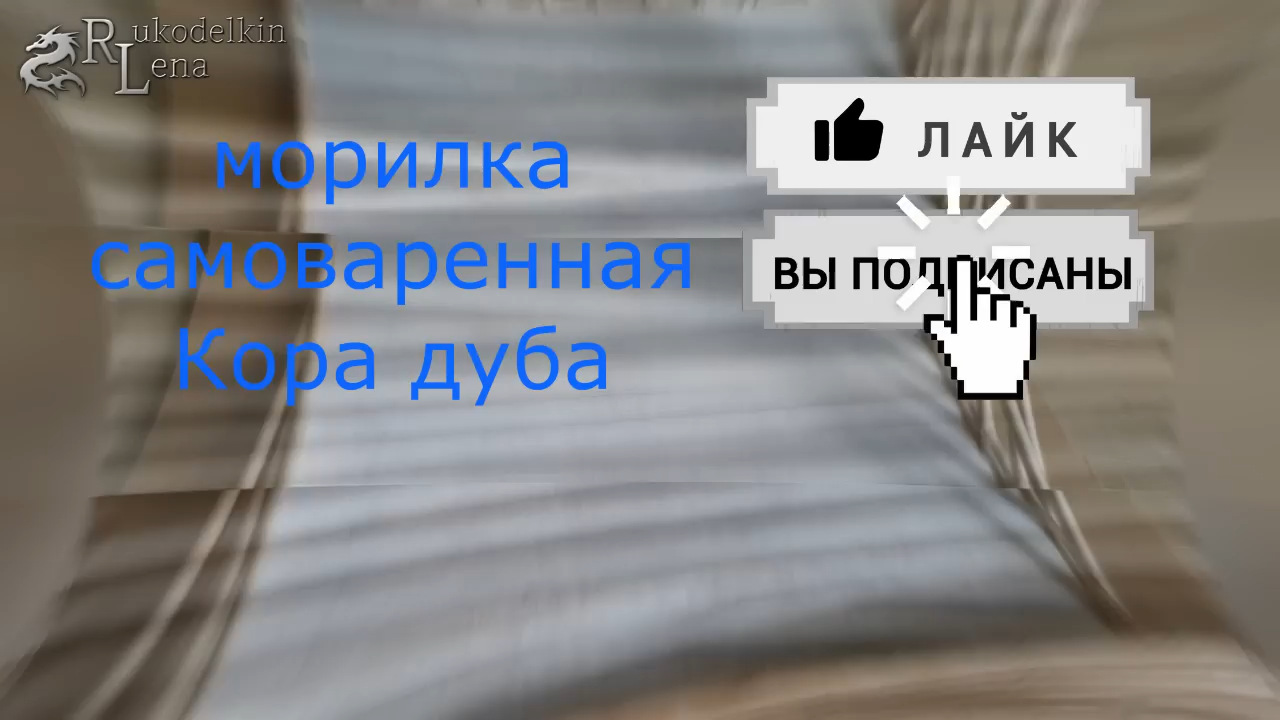 Rukodelkin
Lena
морилка
самоваренная
Кора дуба
ЛАЙК
ВЫ ПОДПИСАНЫ